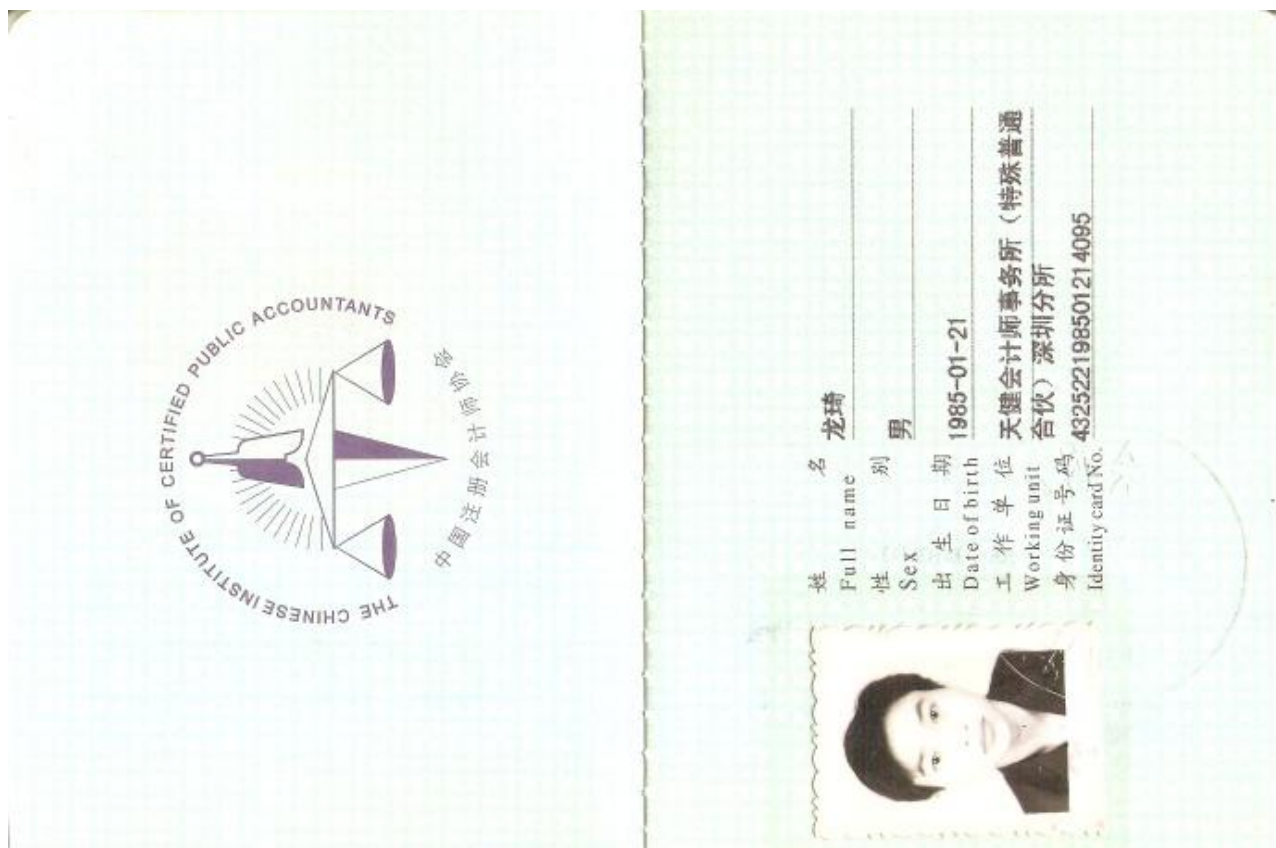 THE CHINESE INSTITUTE OF CERTIFIED PUBLIC ACCOUNTANTS
中国注册会计师协会
姓 名 龙琦
Full name
性 别 男
Sex
出 生 日 期 1985-01-21
Date of birth
工 作 单 位 天健会计师事务所（特殊普通
Working unit 合伙）深圳分所
身 份 证 号 码 432522198501214095
Identity card No.